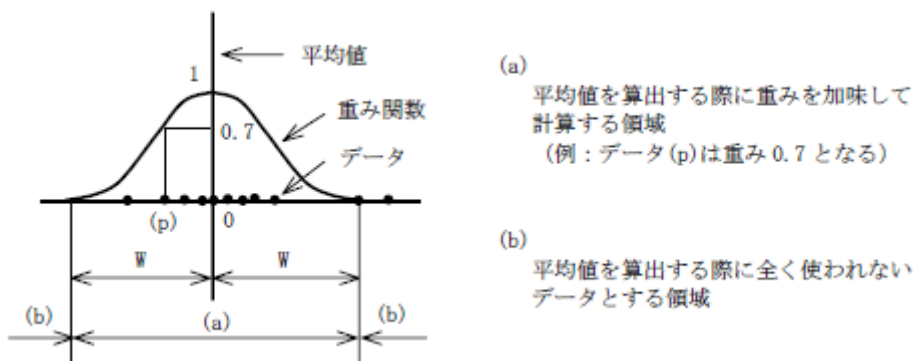 平均値
1
重み関数
0.7
データ
(p)
0
W
W
(b)
(a)
(b)
(a)
平均値を算出する際に重みを加味して
計算する領域
(例:データ(p)は重み0.7となる)
(b)
平均値を算出する際に全く使われない
データとする領域